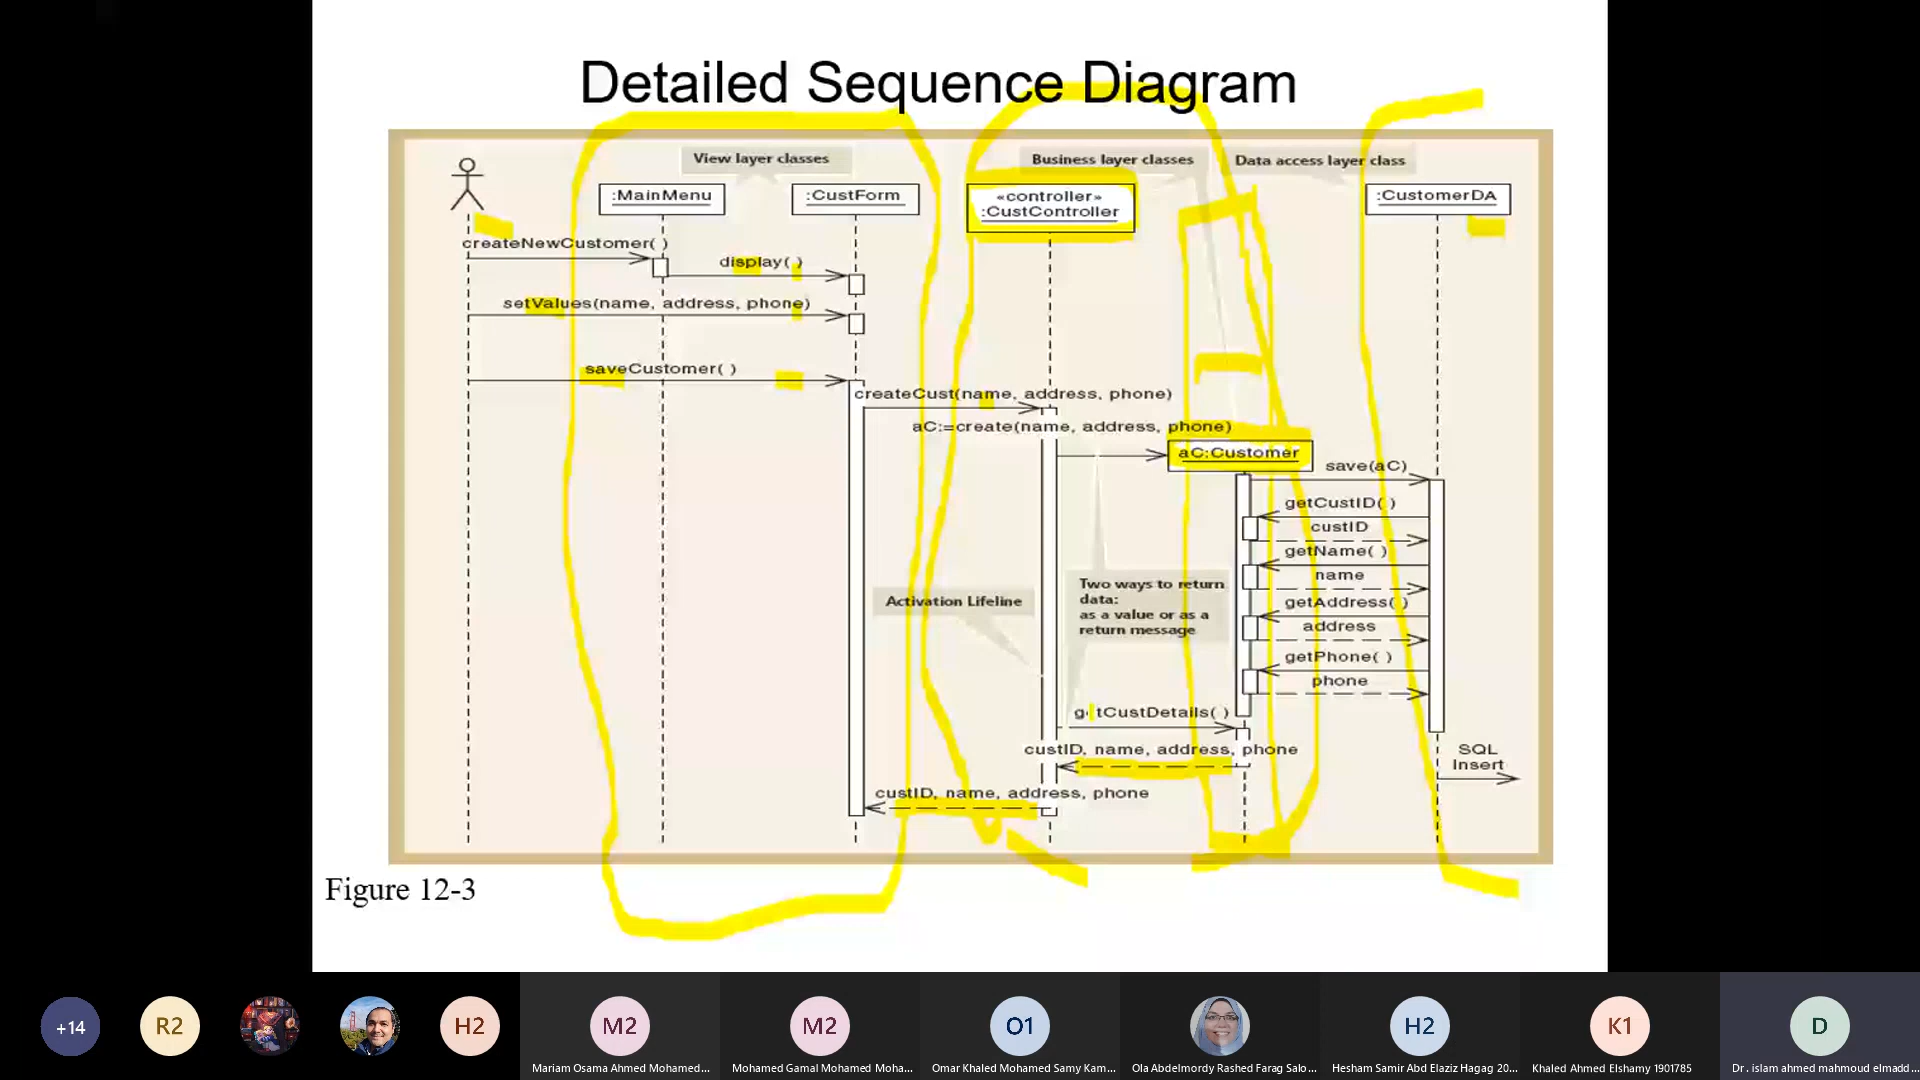 Detailed Sequence Diagram
View layer classes
Business layer classes
Data access layer class
:MainMenu
:CustForm
«controller»
:CustController
:CustomerDA
createNewCustomer( )
display( )
setValues(name, address, phone)
saveCustomer( )
createCust(name, address, phone)
aC:=create(name, address, phone)
aC:Customer
save(aC)
getCustID( )
custID
getName( )
name
getAddress( )
address
getPhone( )
phone
Activation Lifeline
Two ways to return
data:
as a value or as a
return message
getCustDetails( )
custID, name, address, phone
custID, name, address, phone
SQL
Insert
Figure 12-3
+14
R2
H2
M2
M2
O1
H2
K1
D
Mariam Osama Ahmed Mohamed...
Mohamed Gamal Mohamed Moha...
Omar Khaled Mohamed Samy Kam...
Ola Abdelmordy Rashed Farag Salo...
Hesham Samir Abd Elaziz Hagag 20...
Khaled Ahmed Elshamy 1901785
Dr. islam ahmed mahmoud elmadd...